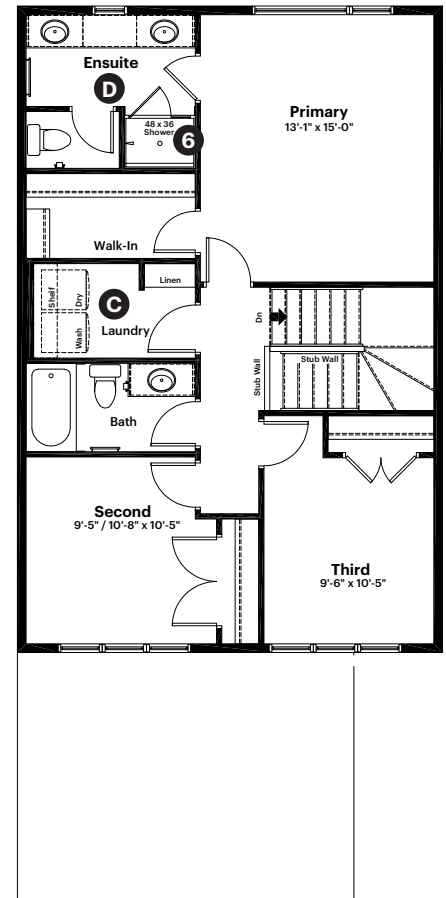 Ensuite
D
48 x 36
Shower
6
Primary
13'-1" x 15'-0"
Walk-In
Linen
Shelf
Dry
C
Laundry
Wash
Dn
Stub Wall
Stub Wall
Bath
Second
9'-5" / 10'-8" x 10'-5"
Third
9'-6" x 10'-5"